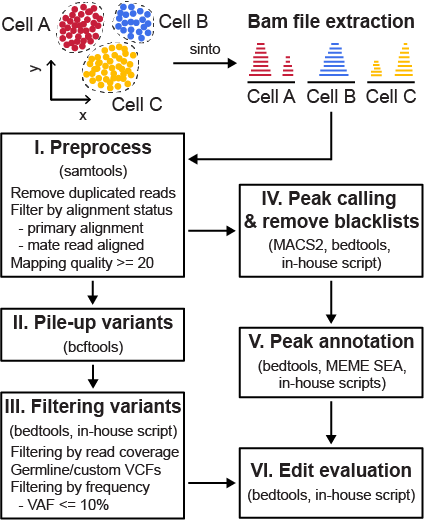 Cell A
Cell B
Cell C
y
x
sinto
Bam file extraction
Cell A
Cell B
Cell C
I. Preprocess
(samtools)
Remove duplicated reads
Filter by alignment status
- primary alignment
- mate read aligned
Mapping quality >= 20
II. Pile-up variants
(bcftools)
III. Filtering variants
(bedtools, in-house script)
Filtering by read coverage
Germline/custom VCFs
Filtering by frequency
- VAF <= 10%
IV. Peak calling
& remove blacklists
(MACS2, bedtools,
in-house script)
V. Peak annotation
(bedtools, MEME SEA,
in-house scripts)
VI. Edit evaluation
(bedtools, in-house script)